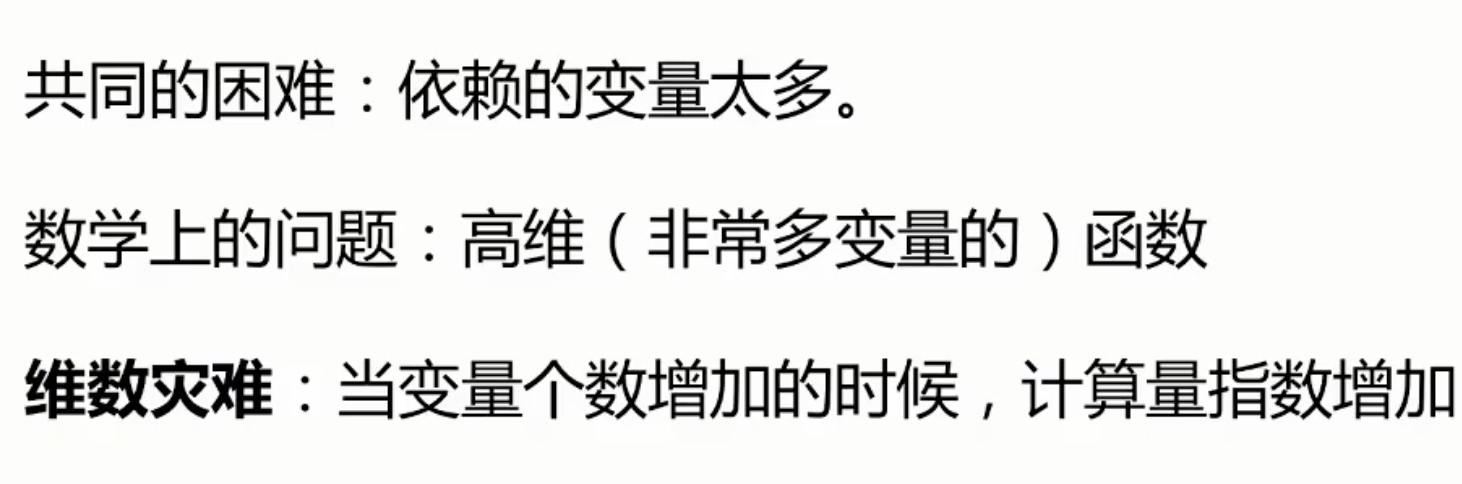 共同的困难：依赖的变量太多。
数学上的问题：高维（非常多变量的）函数
维数灾难：当变量个数增加的时候，计算量指数增加